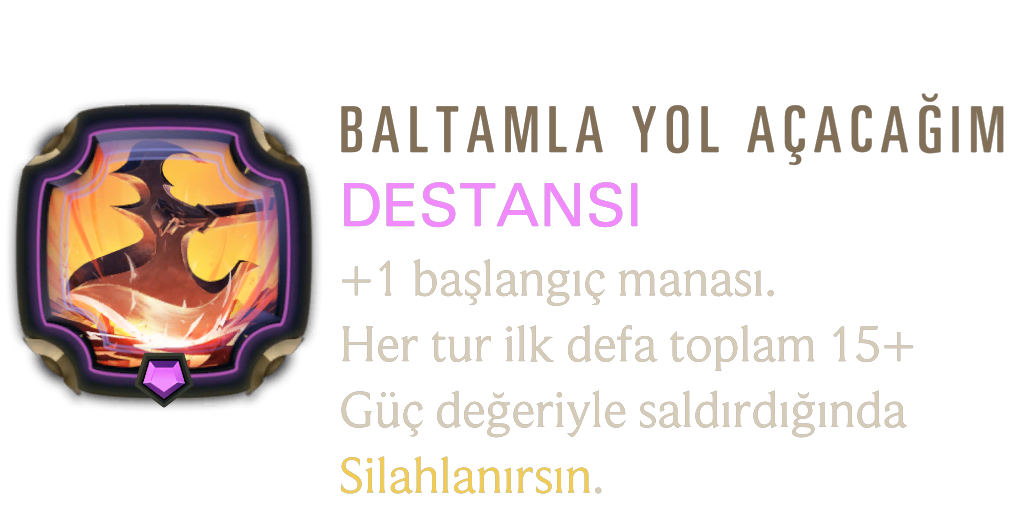 BALTAMLA YOL AÇACAĞIM
DESTANSI
+1 başlangıç manası.
Her tur ilk defa toplam 15+
Güç değeriyle saldırdığında
Silahlanırsın.